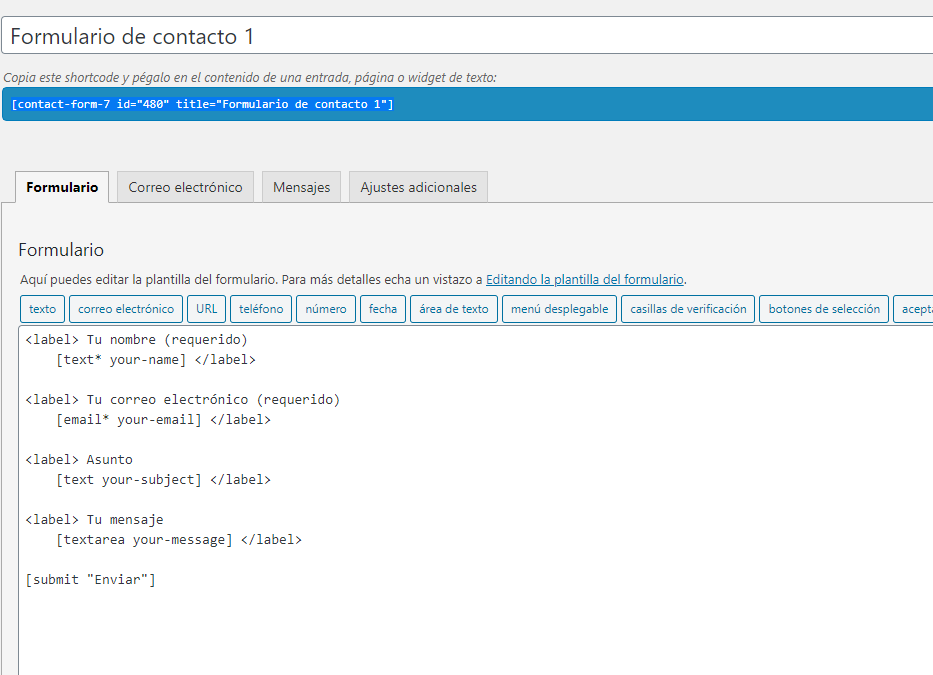 Formulario de contacto 1
Copia este shortcode y pégalo en el contenido de una entrada, página o widget de texto:
[contact-form-7 id="480" title="Formulario de contacto 1"]
Formulario Correo electrónico Mensajes Ajustes adicionales
Formulario
Aquí puedes editar la plantilla del formulario. Para más detalles echa un vistazo a Editando la plantilla del formulario.
texto correo electrónico URL teléfono número fecha área de texto menú desplegable casillas de verificación botones de selección acepta
<label> Tu nombre (requerido)
    [text* your-name] </label>
<label> Tu correo electrónico (requerido)
    [email* your-email] </label>
<label> Asunto
    [text your-subject] </label>
<label> Tu mensaje
    [textarea your-message] </label>
[submit "Enviar"]